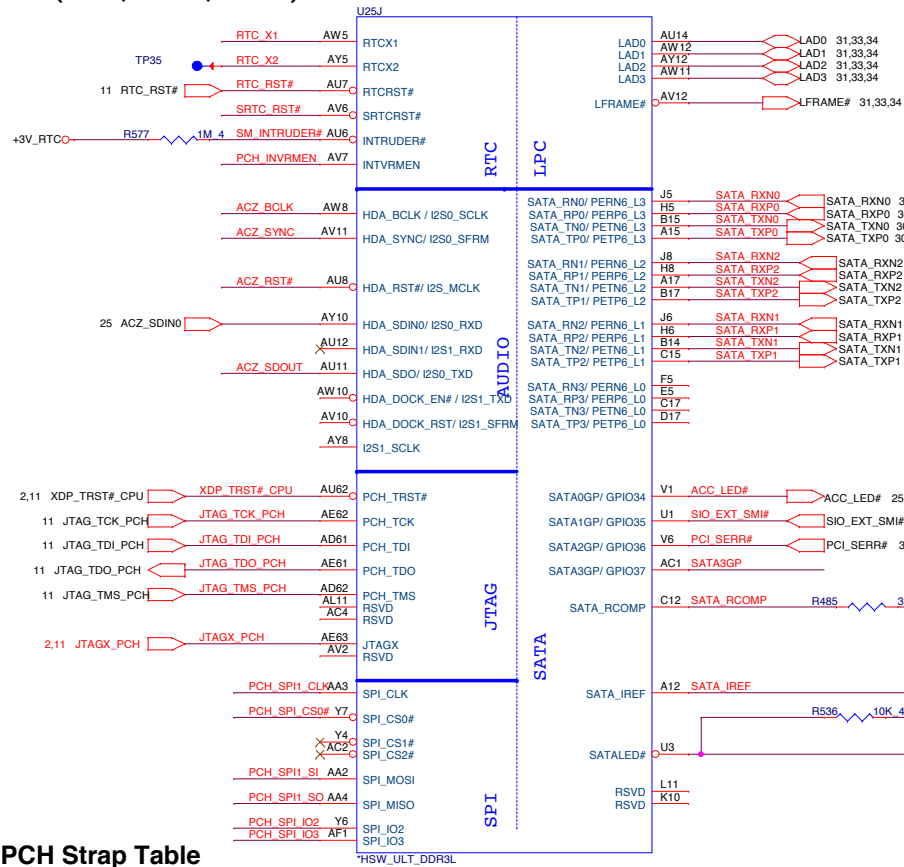 U25J
RTC_X1 AW5 RTCX1
TP35 RTC_X2 AY5 RTCX2
11 RTC_RST# RTC_RST# AU7 RTCRST#
SRTC_RST# AV6 SRTCRST#
+3V_RTC R577 1M_4 SM_INTRUDER# AU6 INTRUDER#
PCH_INVRMEN AV7 INTVRMEN
RTC
LPC
LAD0 AU14 LAD0 31,33,34
LAD1 AW12 LAD1 31,33,34
LAD2 AY12 LAD2 31,33,34
LAD3 AW11 LAD3 31,33,34
LFRAME# AV12 LFRAME# 31,33,34
ACZ_BCLK AW8 HDA_BCLK/ I2S0_SCLK
ACZ_SYNC AV11 HDA_SYNC/ I2S0_SFRM
ACZ_RST# AU8 HDA_RST#/ I2S_MCLK
25 ACZ_SDIN0 AY10 HDA_SDIN0/ I2S0_RXD
AU12 HDA_SDIN1/ I2S1_RXD
ACZ_SDOUT AU11 HDA_SDO/ I2S0_TXD
AW10 HDA_DOCK_EN# / I2S1_TXD
AV10 HDA_DOCK_RST/ I2S1_SFRM
AY8 I2S1_SCLK
AUDIO
SATA_RN0/ PERN6_L3 J5 SATA_RXN0 SATA_RXN0
SATA_RP0/ PERP6_L3 H5 SATA_RXP0 SATA_RXP0
SATA_TN0/ PETN6_L3 B15 SATA_TXN0 SATA_TXN0
SATA_TP0/ PETP6_L3 A15 SATA_TXP0 SATA_TXP0
SATA_RN1/ PERN6_L2 J8 SATA_RXN2 SATA_RXN2
SATA_RP1/ PERP6_L2 H8 SATA_RXP2 SATA_RXP2
SATA_TN1/ PETN6_L2 A17 SATA_TXN2 SATA_TXN2
SATA_TP1/ PETP6_L2 B17 SATA_TXP2 SATA_TXP2
SATA_RN2/ PERN6_L1 J6 SATA_RXN1 SATA_RXN1
SATA_RP2/ PERP6_L1 H6 SATA_RXP1 SATA_RXP1
SATA_TN2/ PETN6_L1 B14 SATA_TXN1 SATA_TXN1
SATA_TP2/ PETP6_L1 C15 SATA_TXP1 SATA_TXP1
SATA_RN3/ PERN6_L0 F5
SATA_RP3/ PERP6_L0 E5
SATA_TN3/ PETN6_L0 C17
SATA_TP3/ PETP6_L0 D17
2,11 XDP_TRST#_CPU XDP_TRST#_CPU AU62 PCH_TRST#
11 JTAG_TCK_PCH JTAG_TCK_PCH AE62 PCH_TCK
11 JTAG_TDI_PCH JTAG_TDI_PCH AD61 PCH_TDI
11 JTAG_TDO_PCH JTAG_TDO_PCH AE61 PCH_TDO
11 JTAG_TMS_PCH JTAG_TMS_PCH AD62 PCH_TMS
AL11 RSVD
AC4 RSVD
2,11 JTAGX_PCH JTAGX_PCH AE63 JTAGX
AV2 RSVD
JTAG
SATA0GP/ GPIO34 V1 ACC_LED# ACC_LED# 25
SATA1GP/ GPIO35 U1 SIO_EXT_SMI# SIO_EXT_SMI#
SATA2GP/ GPIO36 V6 PCI_SERR# PCI_SERR#
SATA3GP/ GPIO37 AC1 SATA3GP
SATA_RCOMP C12 SATA_RCOMP R485
SATA_IREF A12 SATA_IREF
R536 10K_4
SATALED# U3
RSVD L11
RSVD K10
SATA
PCH_SPI1_CLK AA3 SPI_CLK
PCH_SPI_CS0# Y7 SPI_CS0#
Y4 SPI_CS1#
AC2 SPI_CS2#
PCH_SPI1_SI AA2 SPI_MOSI
PCH_SPI1_SO AA4 SPI_MISO
PCH_SPI_IO2 Y6 SPI_IO2
PCH_SPI_IO3 AF1 SPI_IO3
SPI
*HSW_ULT_DDR3L
PCH Strap Table